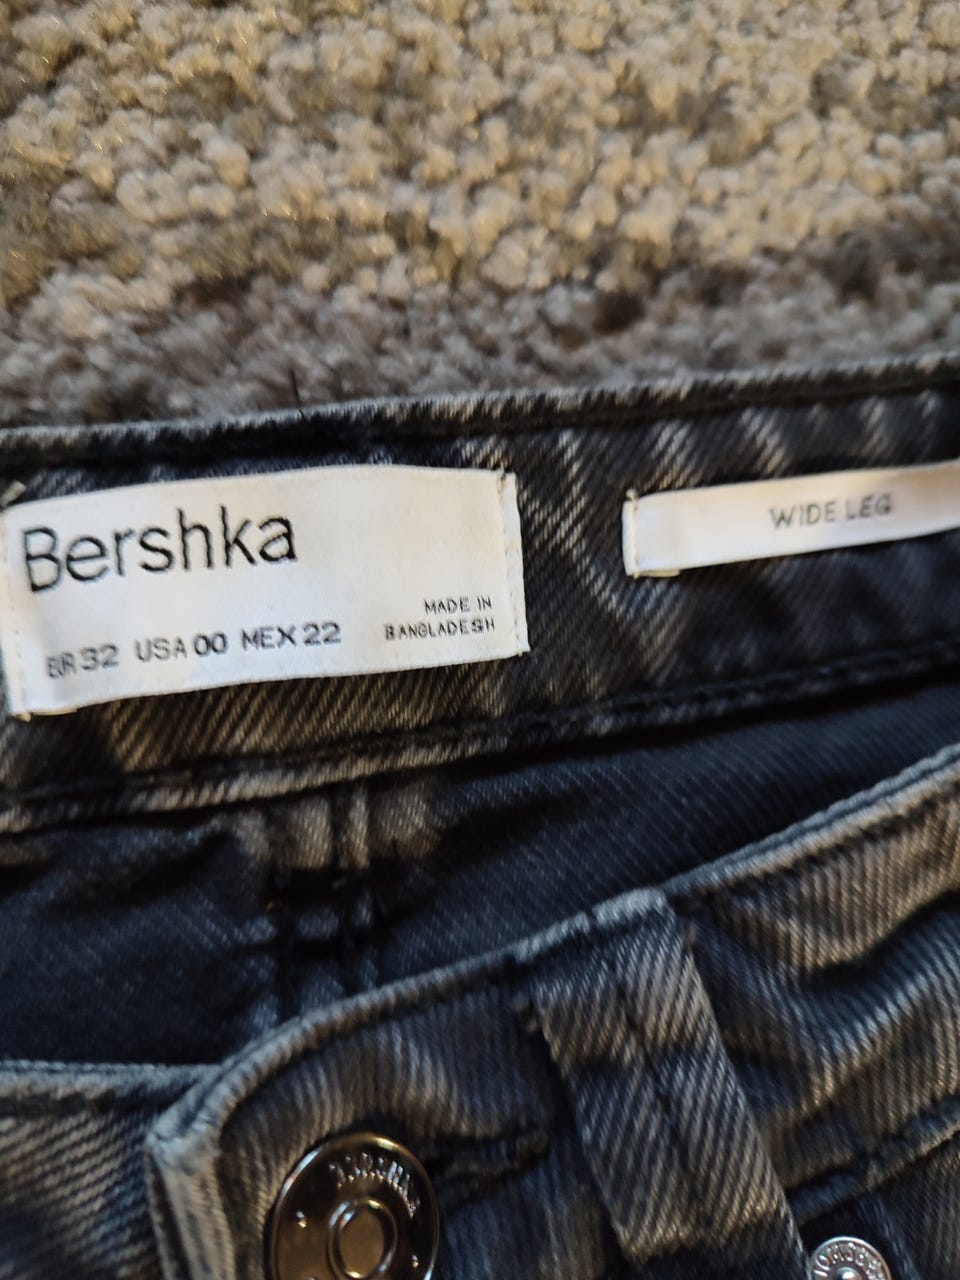 Bershka
MADE IN
BANGLADESH
EUR 32 USA 00 MEX 22
WIDE LEG